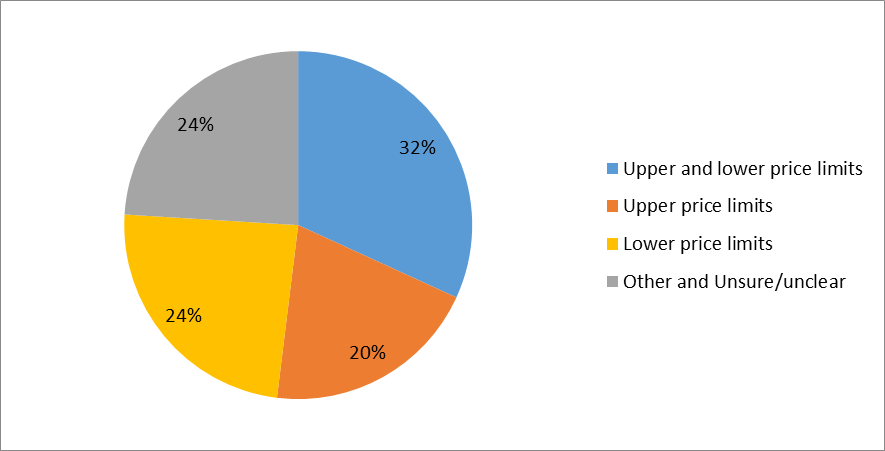 24%
32%
24%
20%
Upper and lower price limits
Upper price limits
Lower price limits
Other and Unsure/unclear